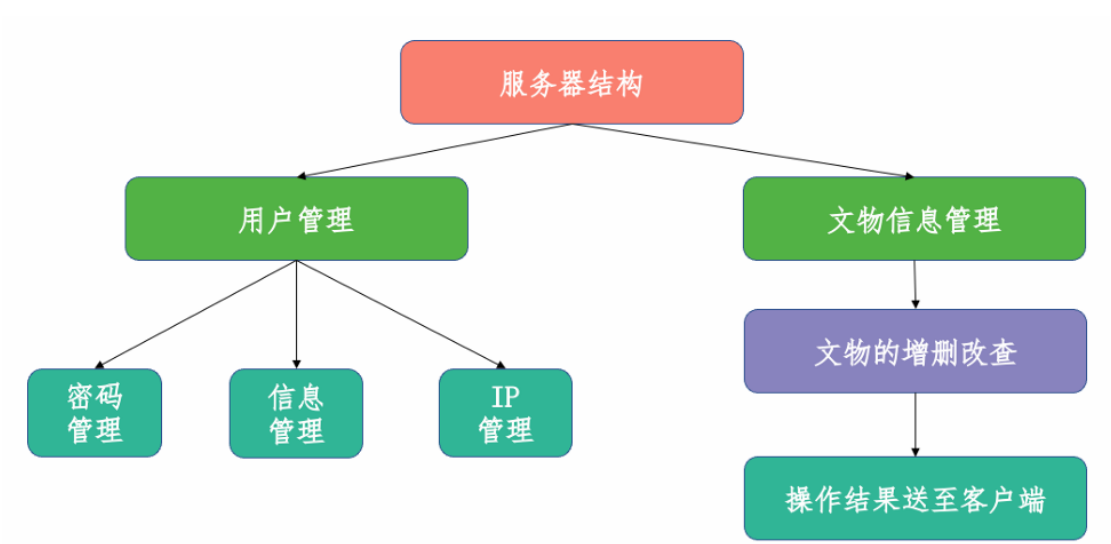 服务器结构
用户管理
文物信息管理
文物的增删改查
密码
管理
信息
管理
IP
管理
操作结果送至客户端